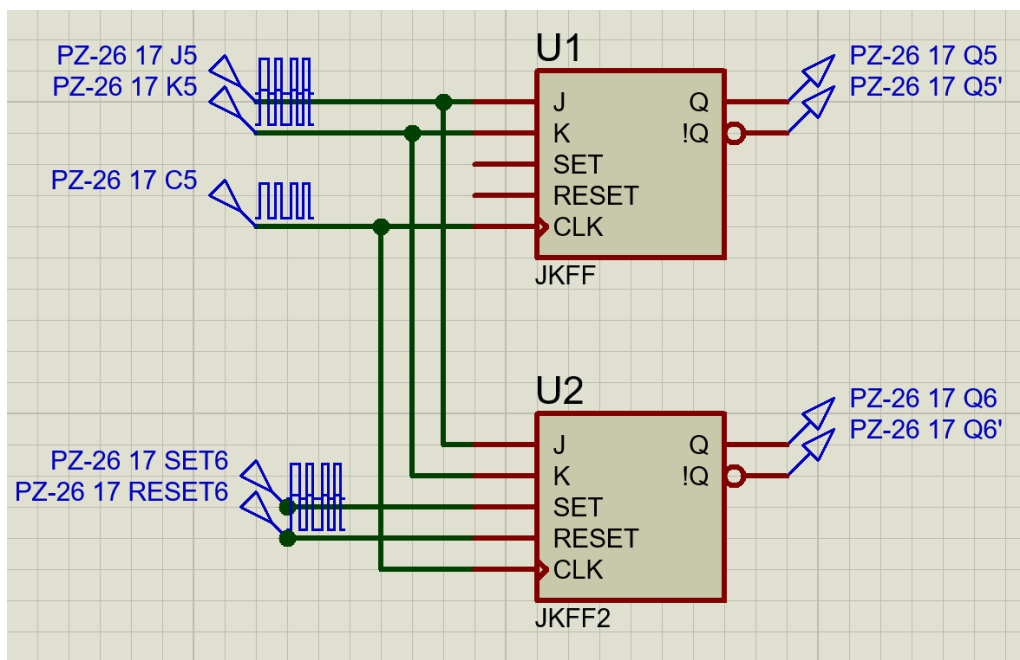 PZ-26 17 J5
PZ-26 17 K5
PZ-26 17 C5
U1
J
K
SET
RESET
CLK
Q
!Q
JKFF
PZ-26 17 Q5
PZ-26 17 Q5'
PZ-26 17 SET6
PZ-26 17 RESET6
U2
J
K
SET
RESET
CLK
Q
!Q
JKFF2
PZ-26 17 Q6
PZ-26 17 Q6'